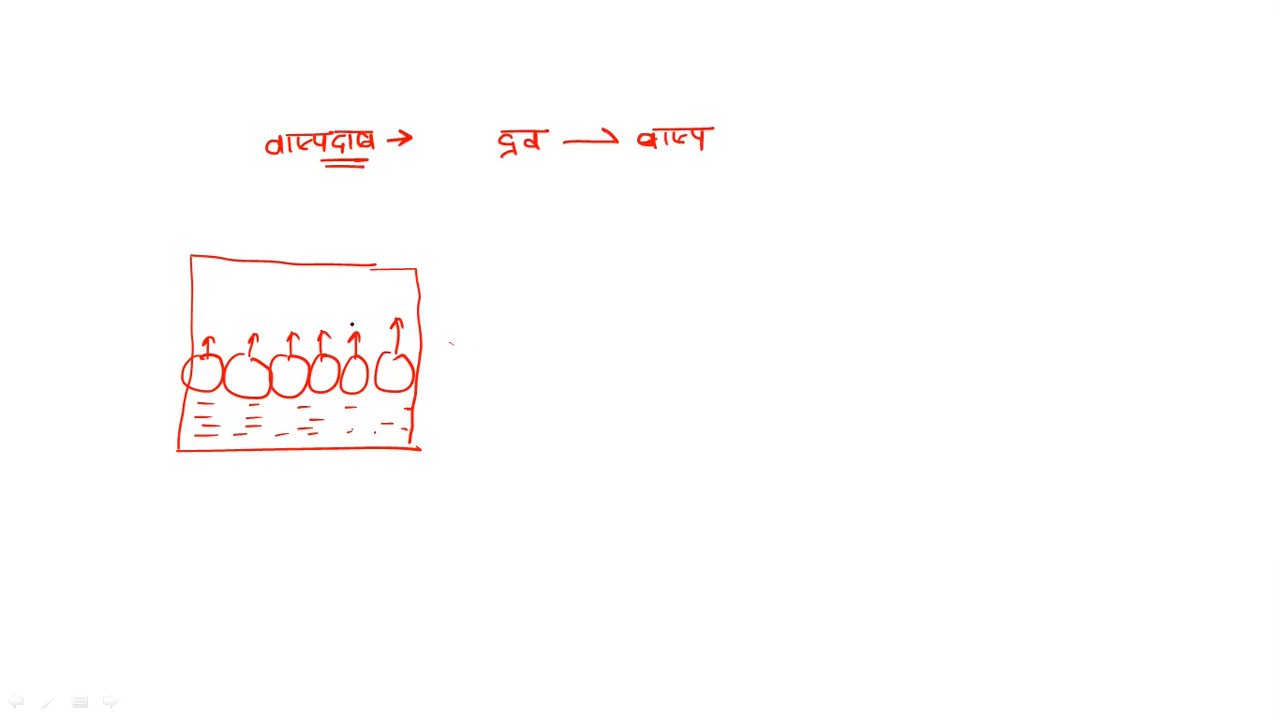 वाष्पदाब → द्रव → वाष्प